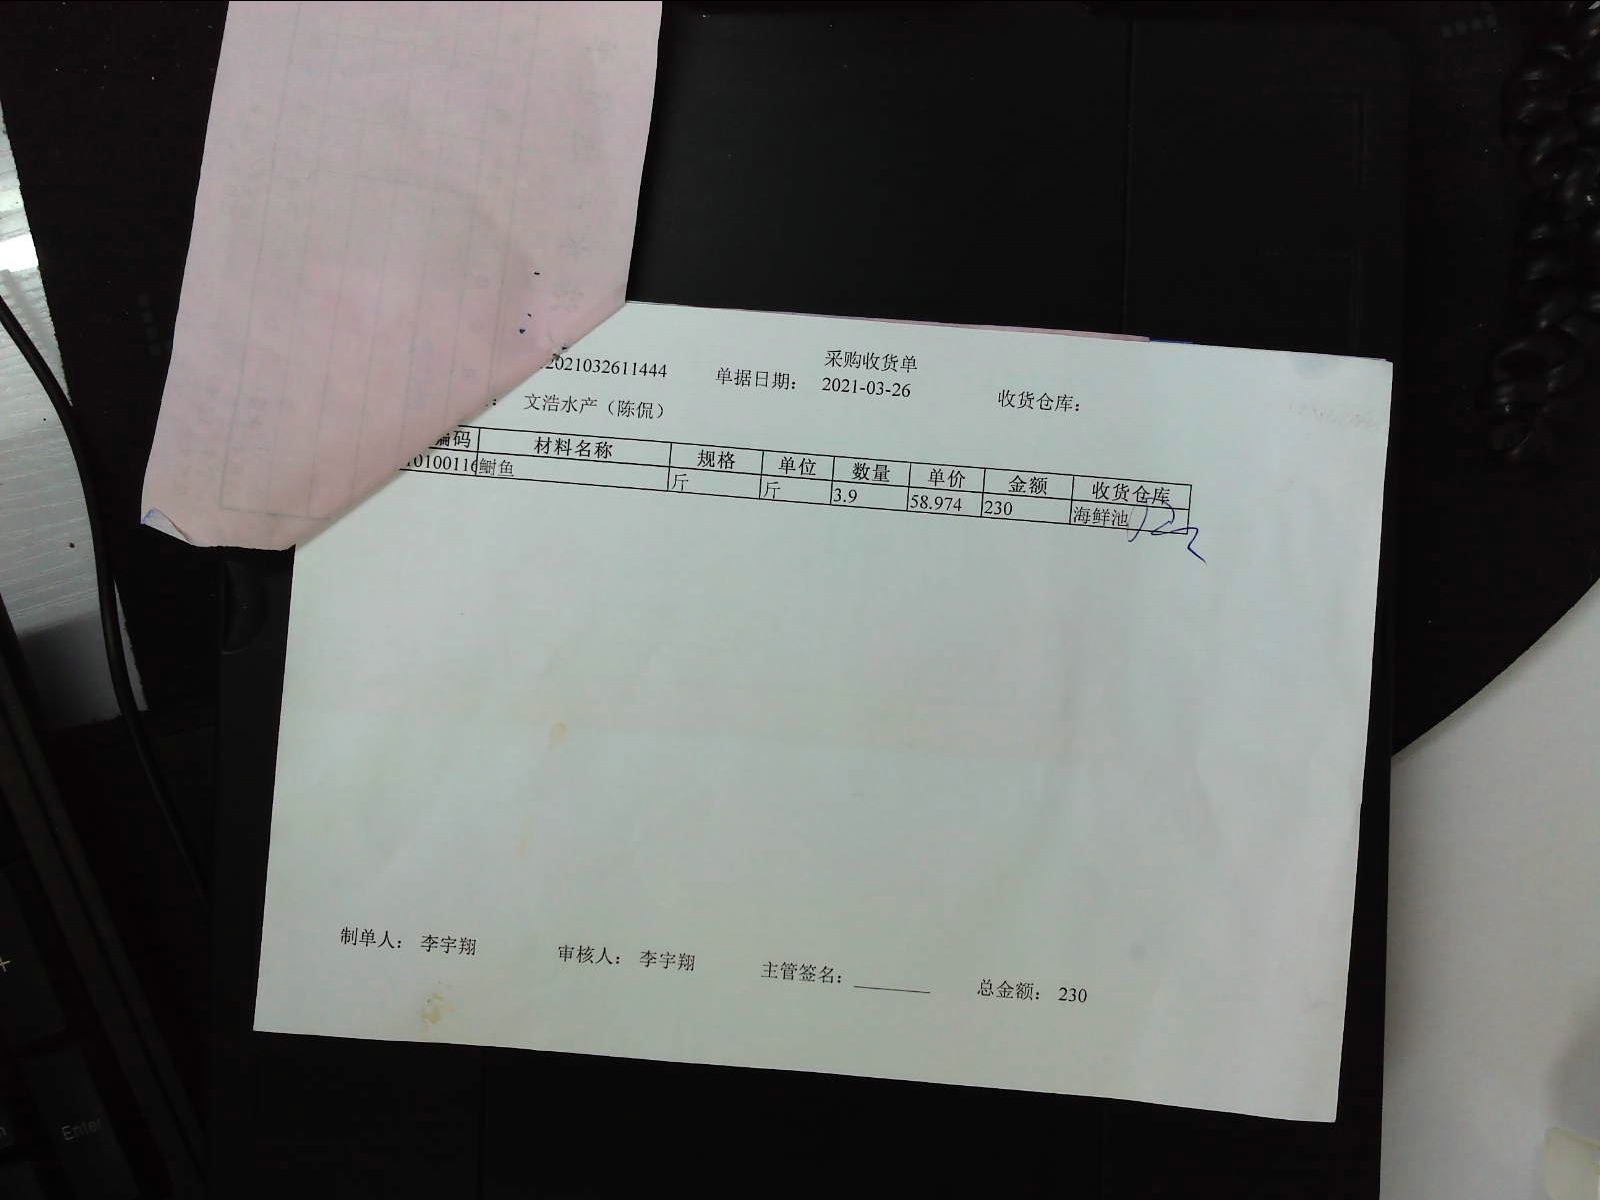 采购收货单
2021032611444 单据日期： 2021-03-26 收货仓库：
： 文浩水产（陈侃）
编码 材料名称 规格 单位 数量 单价 金额 收货仓库
0100116 鲥鱼 斤 斤 3.9 58.974 230 海鲜池
制单人： 李宇翔 审核人： 李宇翔 主管签名：________ 总金额： 230
Enter